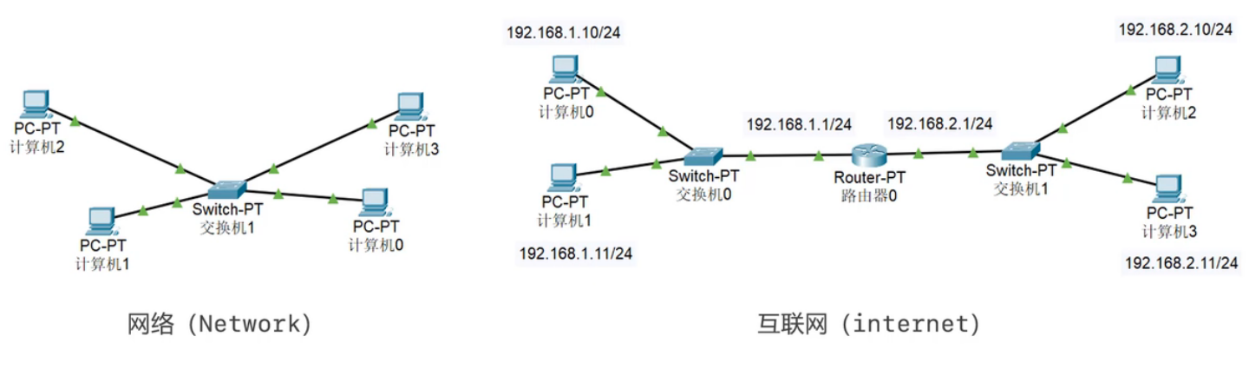 PC-PT
计算机2
PC-PT
计算机3
Switch-PT
交换机1
PC-PT
计算机1
PC-PT
计算机0
网络 (Network)
192.168.1.10/24
PC-PT
计算机0
192.168.1.1/24
192.168.2.1/24
192.168.2.10/24
PC-PT
计算机2
Switch-PT
交换机0
Router-PT
路由器0
Switch-PT
交换机1
PC-PT
计算机1
192.168.1.11/24
PC-PT
计算机3
192.168.2.11/24
互联网 (internet)